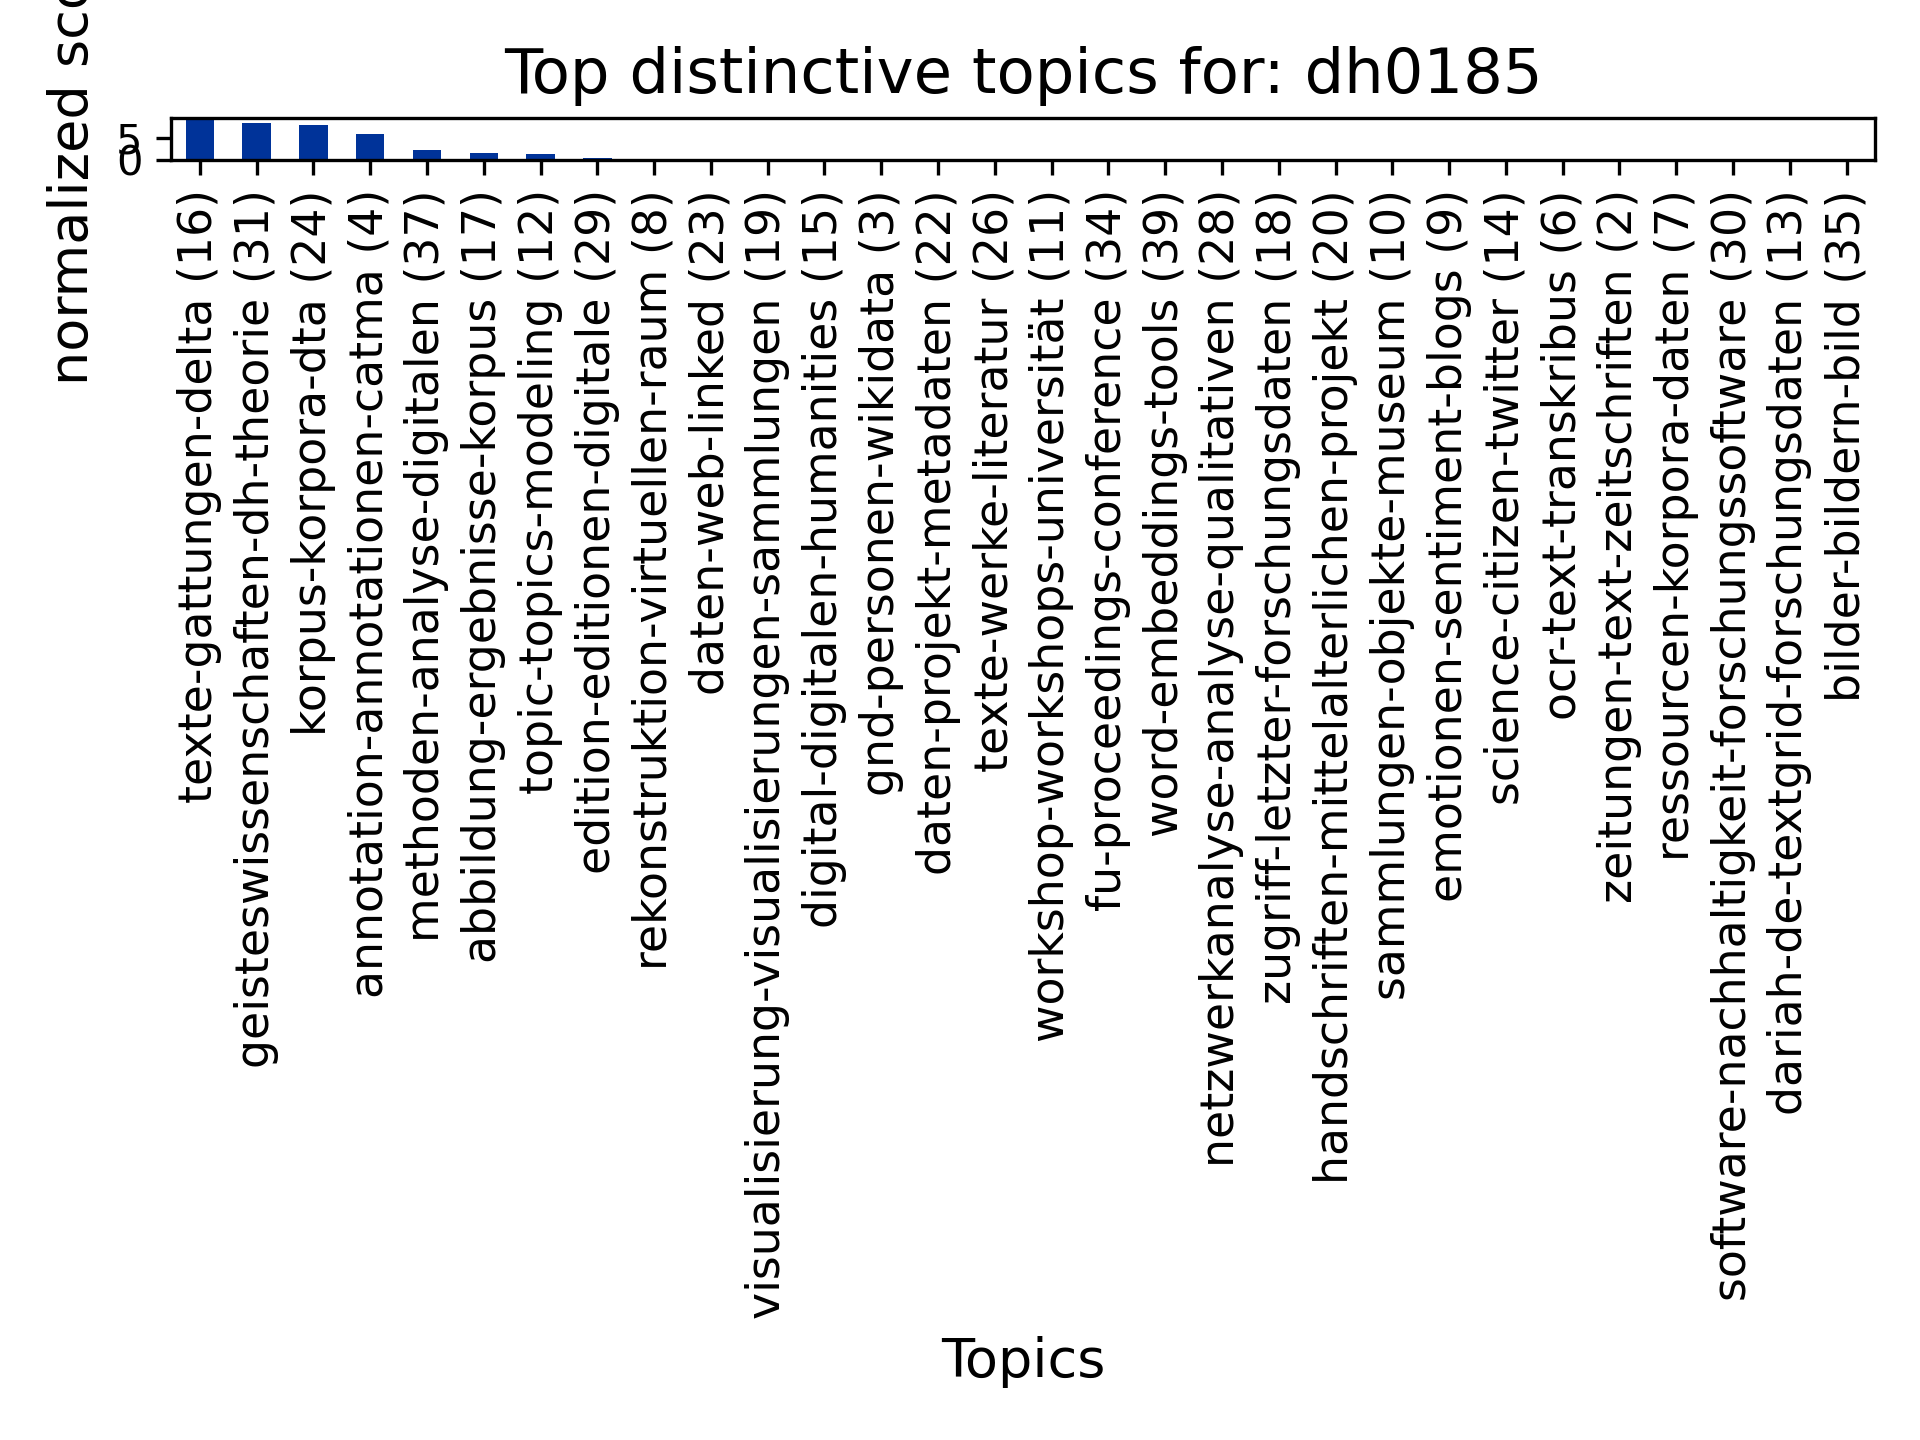 Top distinctive topics for: dh0185
normalized sco
5
0
texte-gattungen-delta (16)
geisteswissenschaften-dh-theorie (31)
korpus-korpora-dta (24)
annotation-annotationen-catma (4)
methoden-analyse-digitalen (37)
abbildung-ergebnisse-korpus (17)
topic-topics-modeling (12)
edition-editionen-digitale (29)
rekonstruktion-virtuellen-raum (8)
daten-web-linked (23)
visualisierung-visualisierungen-sammlungen (19)
digital-digitalen-humanities (15)
gnd-personen-wikidata (3)
daten-projekt-metadaten (22)
texte-werke-literatur (26)
workshop-workshops-universität (11)
fu-proceedings-conference (34)
word-embeddings-tools (39)
netzwerkanalyse-analyse-qualitativen (28)
zugriff-letzter-forschungsdaten (18)
handschriften-mittelalterlichen-projekt (20)
sammlungen-objekte-museum (10)
emotionen-sentiment-blogs (9)
science-citizen-twitter (14)
ocr-text-transkribus (6)
zeitungen-text-zeitschriften (2)
ressourcen-korpora-daten (7)
software-nachhaltigkeit-forschungssoftware (30)
dariah-de-textgrid-forschungsdaten (13)
bilder-bildern-bild (35)
Topics